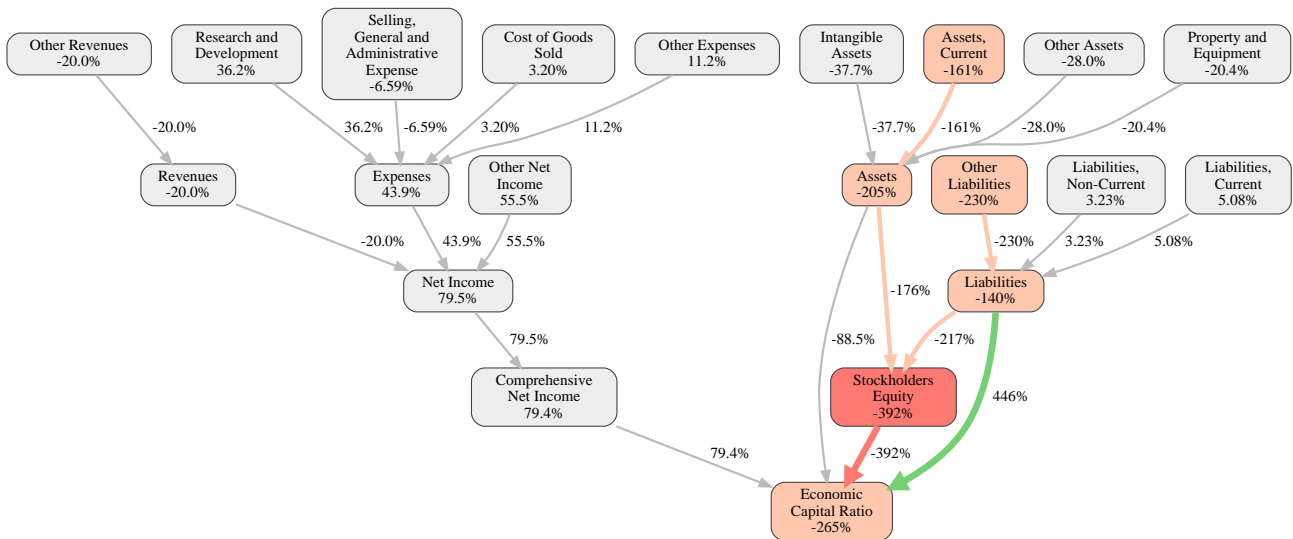 Other Revenues
-20.0%
Research and
Development
36.2%
Selling,
General and
Administrative
Expense
-6.59%
Cost of Goods
Sold
3.20%
Other Expenses
11.2%
Intangible
Assets
-37.7%
Assets,
Current
-161%
Other Assets
-28.0%
Property and
Equipment
-20.4%
-20.0%
36.2%
-6.59%
3.20%
11.2%
-37.7%
-161%
-28.0%
-20.4%
Revenues
-20.0%
Expenses
43.9%
Other Net
Income
55.5%
Assets
-205%
Other
Liabilities
-230%
Liabilities,
Non-Current
3.23%
Liabilities,
Current
5.08%
-20.0%
43.9%
55.5%
-230%
3.23%
5.08%
Net Income
79.5%
-176%
Liabilities
-140%
79.5%
-88.5%
-217%
Comprehensive
Net Income
79.4%
Stockholders
Equity
-392%
446%
79.4%
-392%
Economic
Capital Ratio
-265%